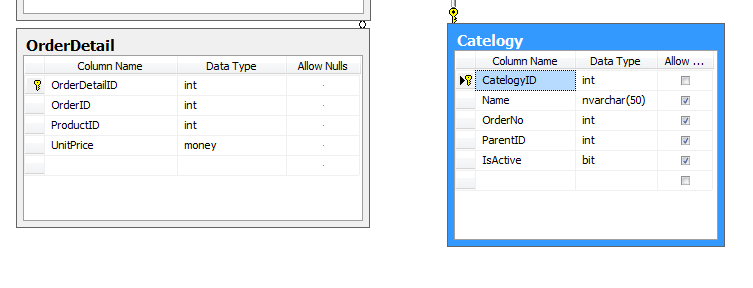 OrderDetail
Column Name Data Type Allow Nulls
OrderDetailID int
OrderID int
ProductID int
UnitPrice money
Catelogy
Column Name Data Type Allow ...
CatelogyID int
Name nvarchar(50)
OrderNo int
ParentID int
IsActive bit